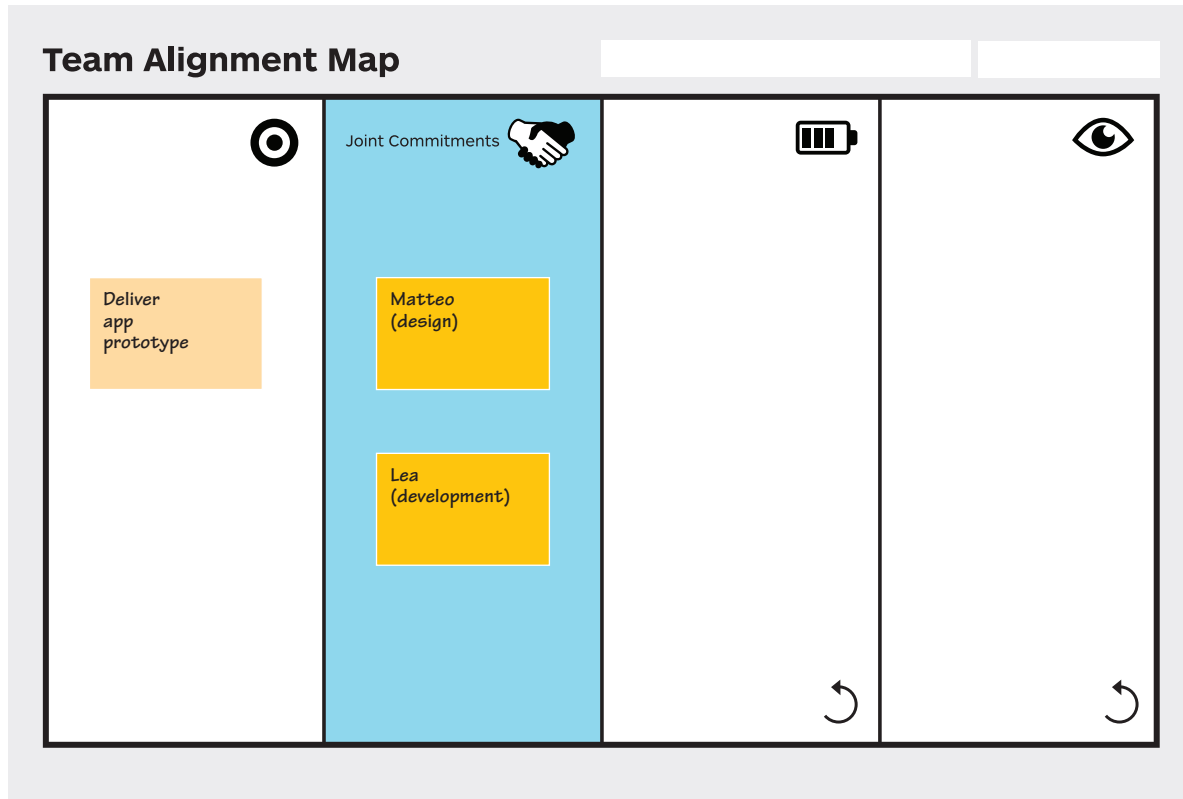 Team Alignment Map
Joint Commitments
Deliver
app
prototype
Matteo
(design)
Lea
(development)